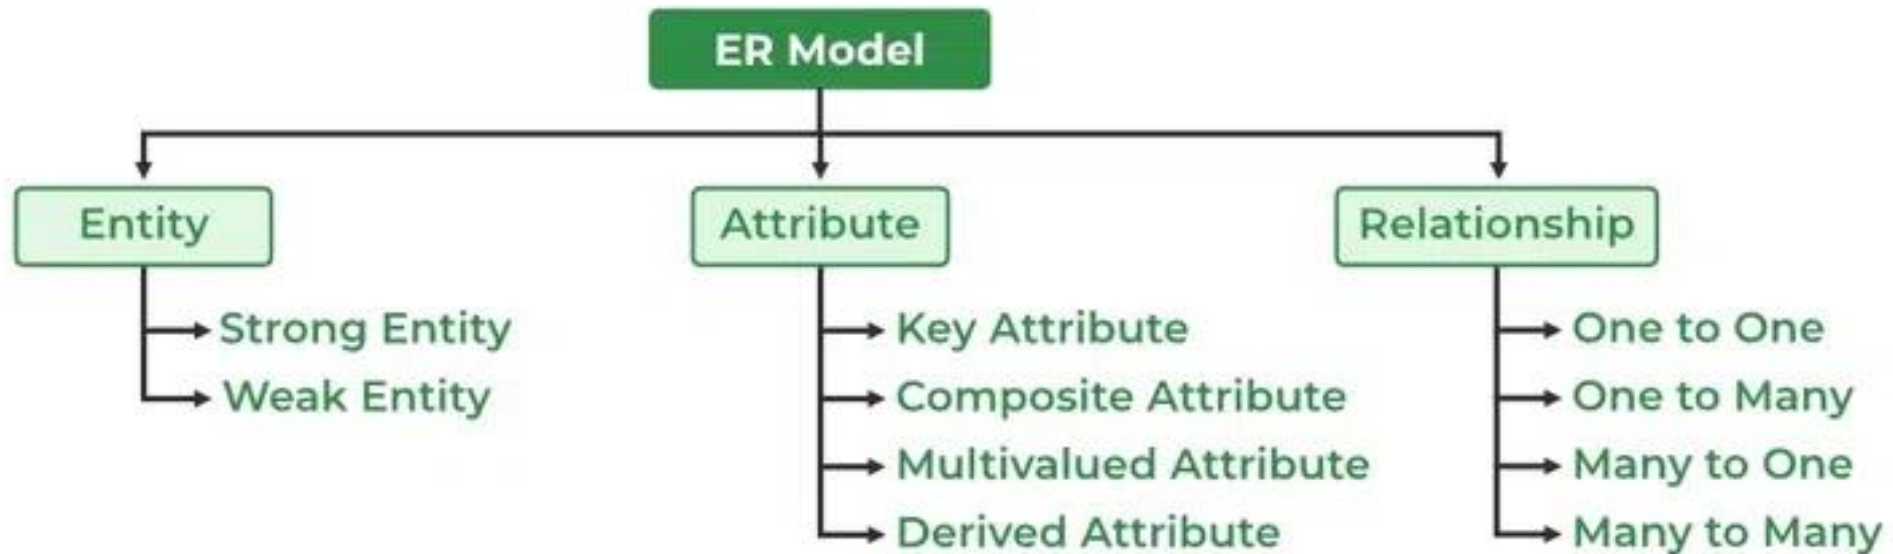 ER Model
Entity
Attribute
Relationship
Strong Entity
Weak Entity
Key Attribute
Composite Attribute
Multivalued Attribute
Derived Attribute
One to One
One to Many
Many to One
Many to Many